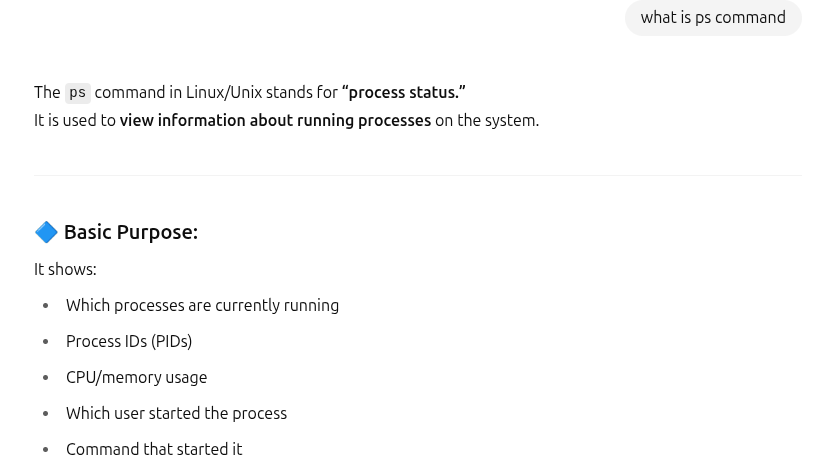 what is ps command
The ps command in Linux/Unix stands for “process status.”
It is used to view information about running processes on the system.
🔷 Basic Purpose:
It shows:
• Which processes are currently running
• Process IDs (PIDs)
• CPU/memory usage
• Which user started the process
• Command that started it